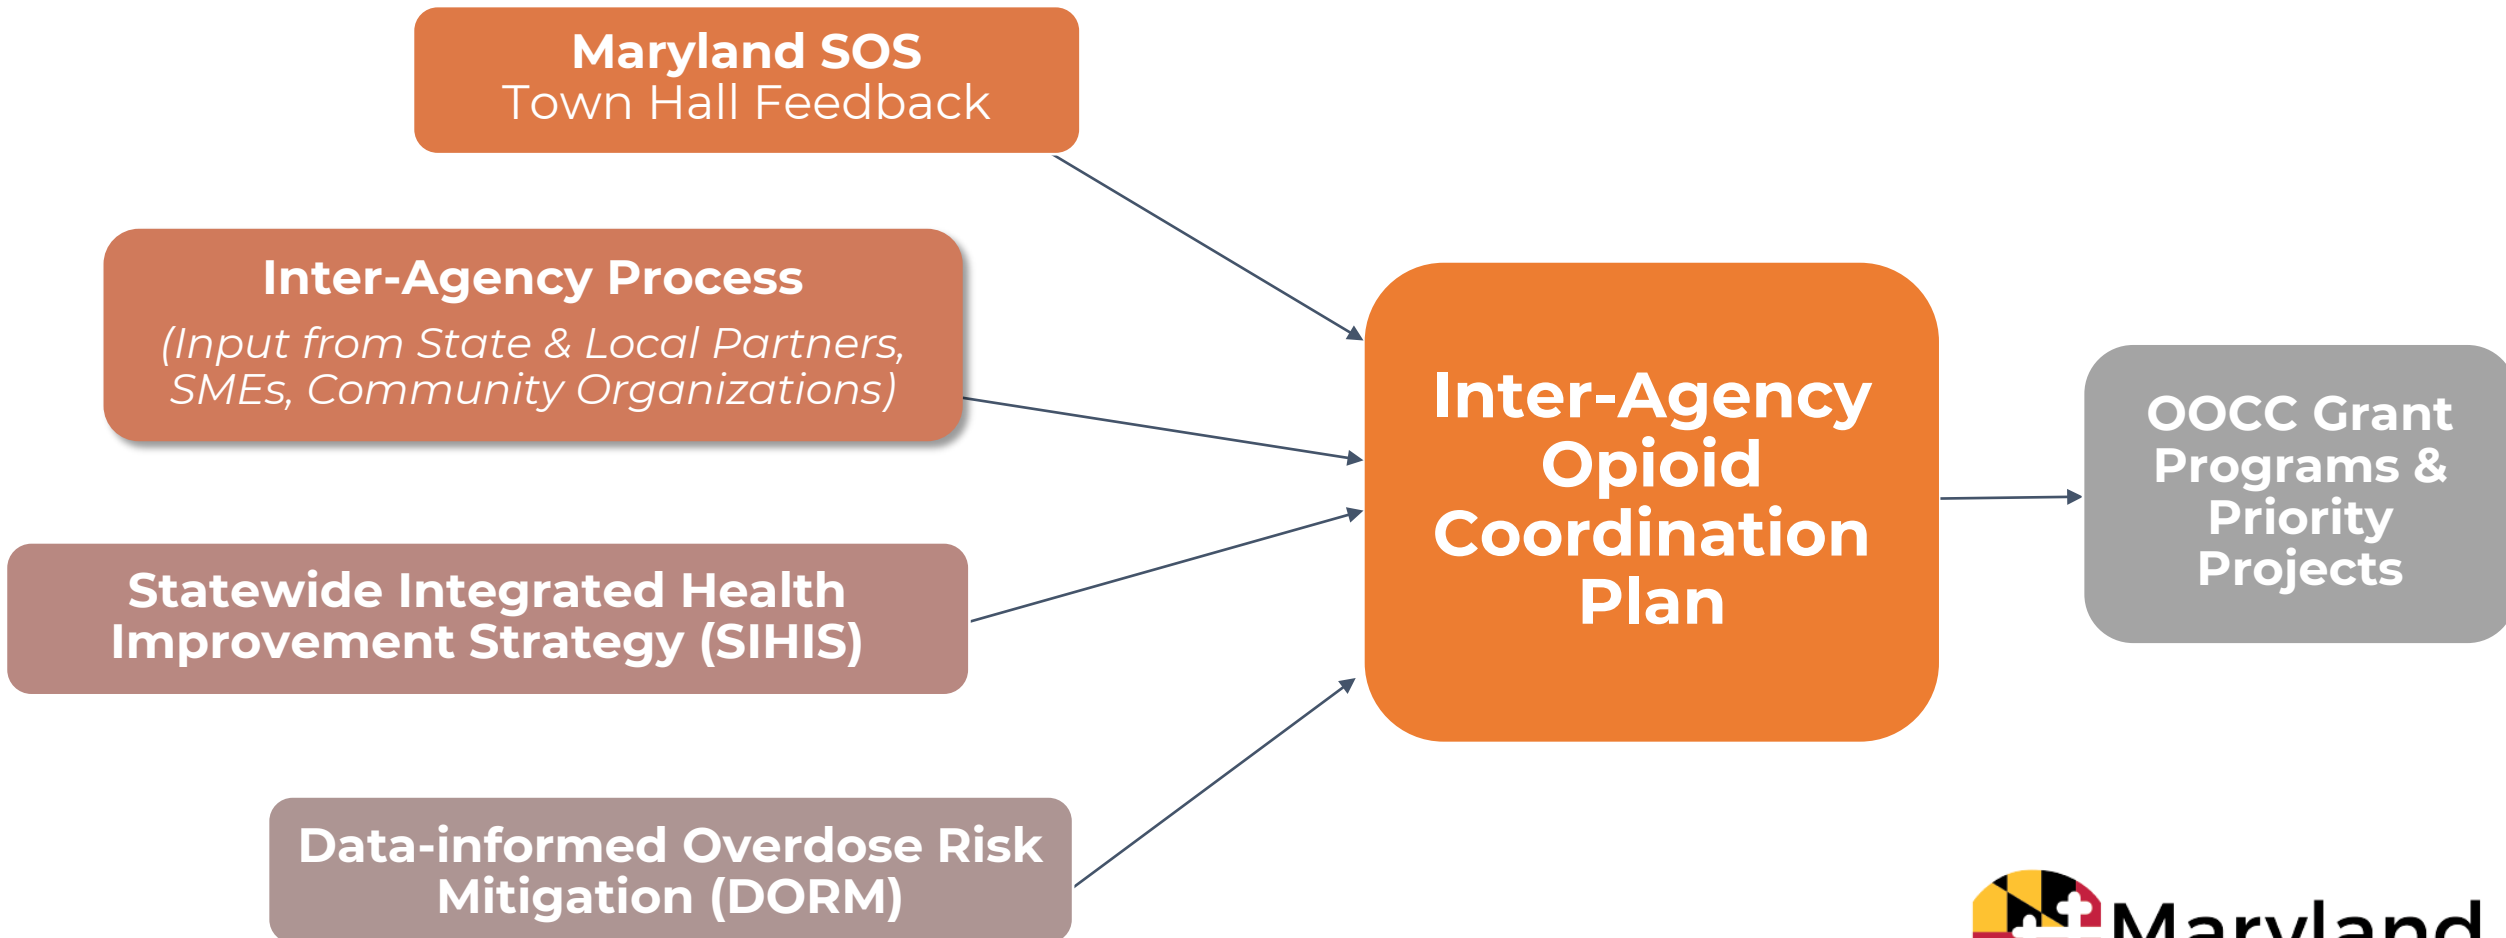 Maryland SOS
Town Hall Feedback
Inter-Agency Process
(Input from State & Local Partners,
SMEs, Community Organizations)
Statewide Integrated Health
Improvement Strategy (SIHIS)
Data-informed Overdose Risk
Mitigation (DORM)
Inter-Agency
Opioid
Coordination
Plan
OOCC Grant
Programs &
Priority
Projects
Maryland